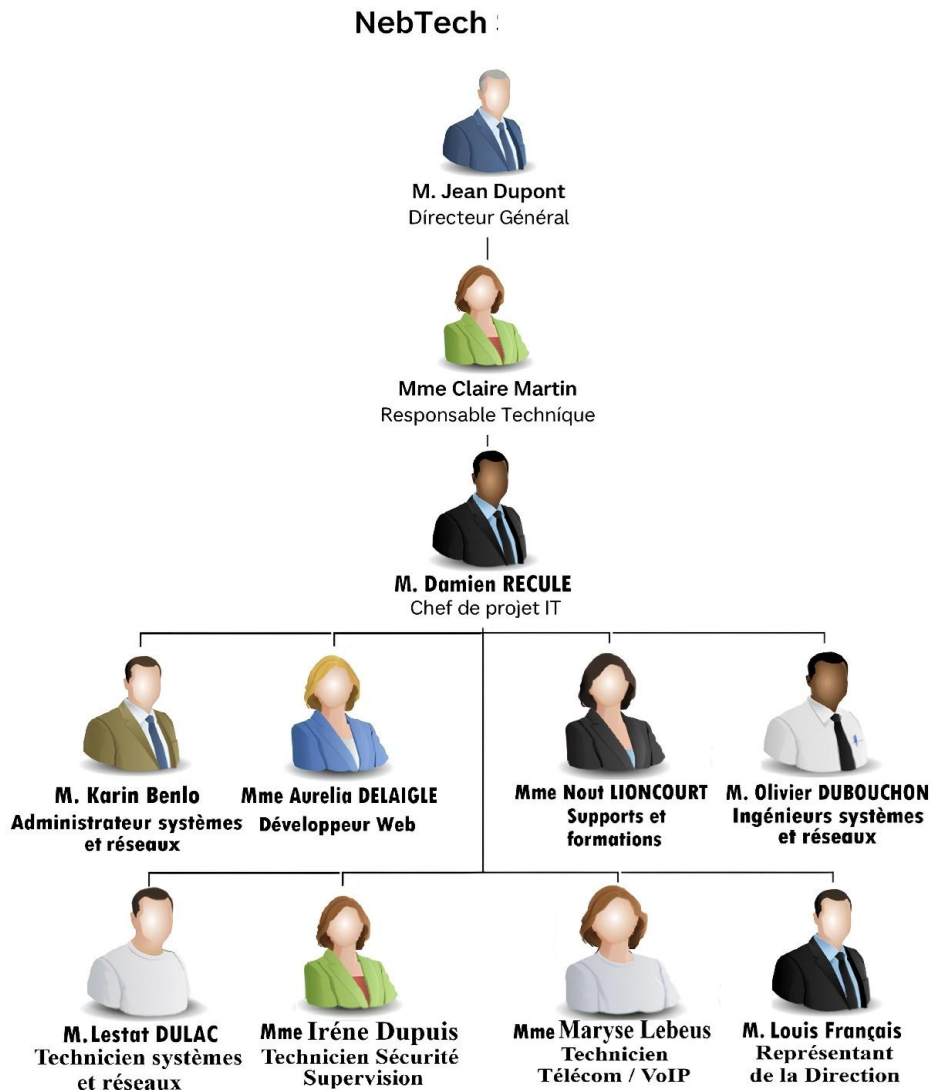 NebTech
M. Jean Dupont
Dírecteur Général
Mme Claire Martin
Responsable Techníque
M. Damien RECULE
Chef de projet IT
M. Karin Benlo
Administrateur systèmes
et réseaux
Mme Aurelia DELAIGLE
Développeur Web
Mme Nout LIONCOURT
Supports et
formations
M. Olivier DUBOUCHON
Ingénieurs systèmes
et réseaux
M. Lestat DULAC
Technicien systèmes
et réseaux
Mme Iréne Dupuis
Technicien Sécurité
Supervision
Mme Maryse Lebeus
Technicien
Télécom / VoIP
M. Louis Français
Représentant
de la Direction